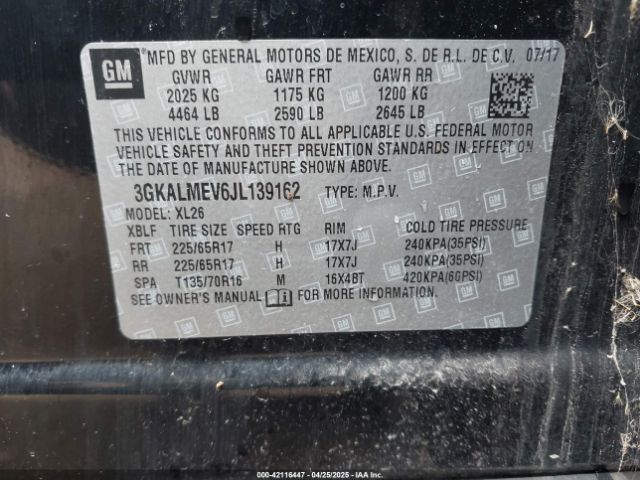 GM *MFD BY GENERAL MOTORS DE MEXICO, S. DE R.L. DE C.V. 07/17
GVWR GAWR FRT GAWR RR
2025 KG 1175 KG 1200 KG
4464 LB 2590 LB 2645 LB
THIS VEHICLE CONFORMS TO ALL APPLICABLE U.S. FEDERAL MOTOR
VEHICLE SAFETY AND THEFT PREVENTION STANDARDS IN EFFECT ON
THE DATE OF MANUFACTURE SHOWN ABOVE.
3GKALMEV6JL139162 TYPE: M.P.V.
MODEL: XL26
XBLF TIRE SIZE SPEED RTG RIM COLD TIRE PRESSURE
FRT 225/65R17 H 17X7J 240KPA(35PSI)
RR 225/65R17 H 17X7J 240KPA(35PSI)
SPA T135/70R16 M 16X4BT 420KPA(60PSI)
SEE OWNER'S MANUAL FOR MORE INFORMATION.
000-42116447 - 04/25/2025 - IAAI.COM